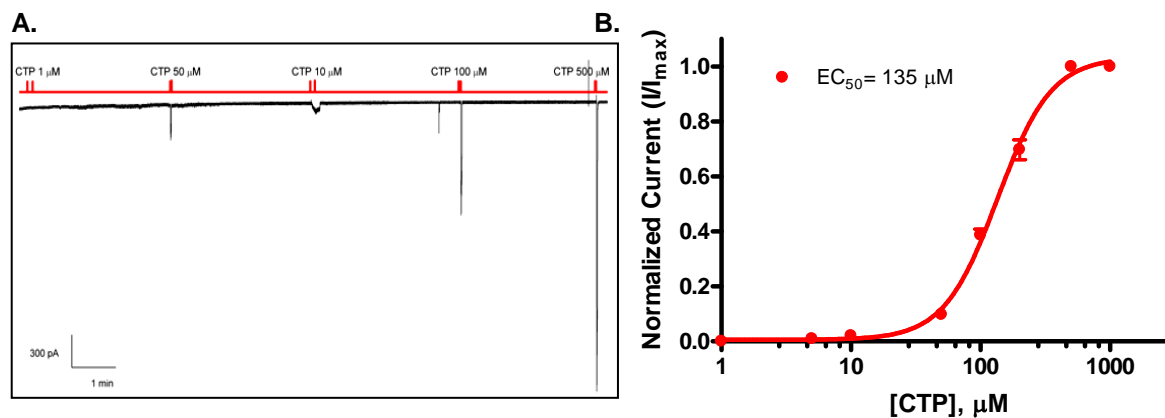 A.
CTP 1 μM CTP 50 μM CTP 10 μM CTP 100 μM CTP 500 μM
300 pA
1 min
B.
Normalized Current (I/Imax)
1.0
0.8
0.6
0.4
0.2
0.0
EC50= 135 μM
1 10 100 1000
[CTP], μM